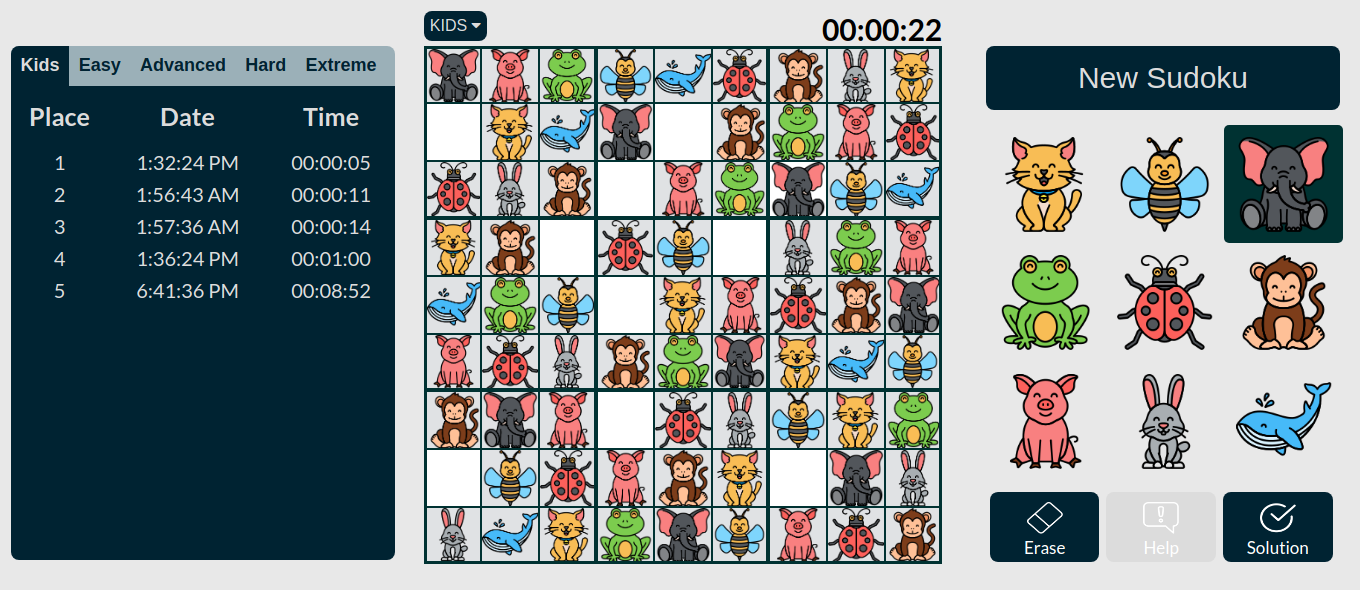 KIDS
00:00:22
Kids Easy Advanced Hard Extreme
Place Date Time
1 1:32:24 PM 00:00:05
2 1:56:43 AM 00:00:11
3 1:57:36 AM 00:00:14
4 1:36:24 PM 00:01:00
5 6:41:36 PM 00:08:52
New Sudoku
Erase
Help
Solution